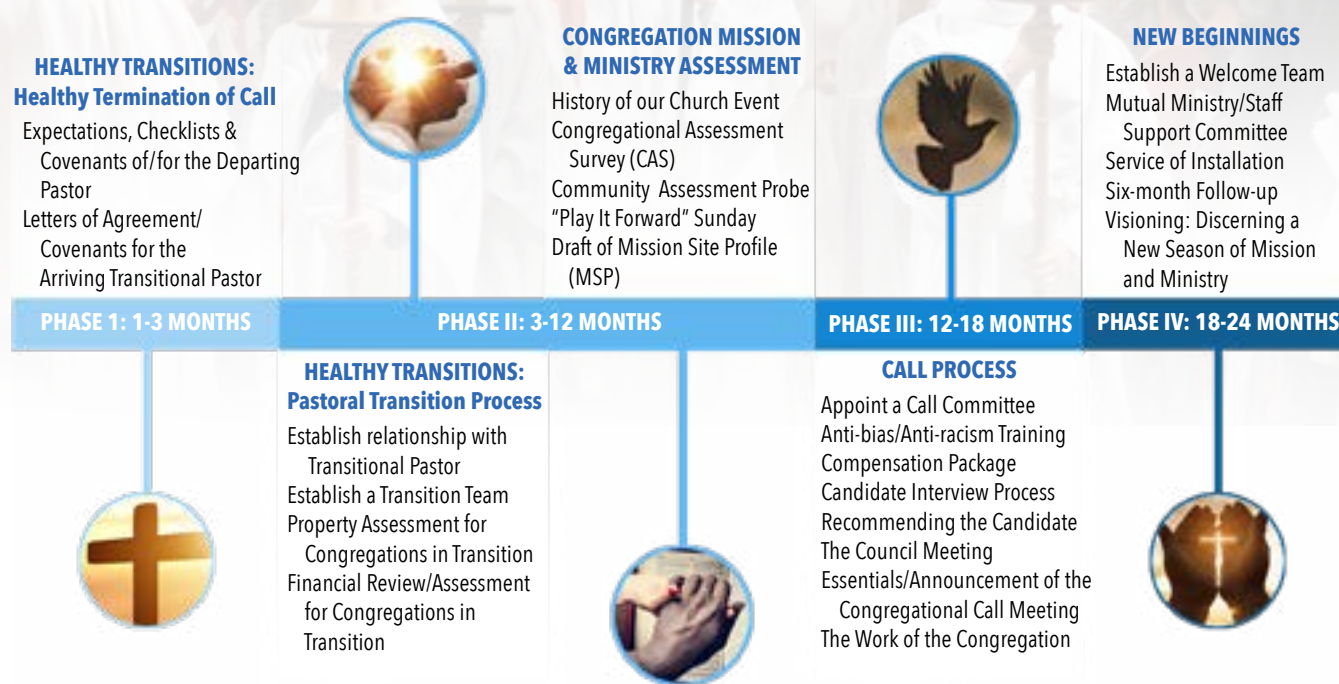 HEALTHY TRANSITIONS:
Healthy Termination of Call
Expectations, Checklists &
Covenants of/for the Departing
Pastor
Letters of Agreement/
Covenants for the
Arriving Transitional Pastor
CONGREGATION MISSION
& MINISTRY ASSESSMENT
History of our Church Event
Congregational Assessment
Survey (CAS)
Community Assessment Probe
"Play It Forward" Sunday
Draft of Mission Site Profile
(MSP)
NEW BEGINNINGS
Establish a Welcome Team
Mutual Ministry/Staff
Support Committee
Service of Installation
Six-month Follow-up
Visioning: Discerning a
New Season of Mission
and Ministry
PHASE 1: 1-3 MONTHS
PHASE II: 3-12 MONTHS
PHASE III: 12-18 MONTHS
PHASE IV: 18-24 MONTHS
HEALTHY TRANSITIONS:
Pastoral Transition Process
Establish relationship with
Transitional Pastor
Establish a Transition Team
Property Assessment for
Congregations in Transition
Financial Review/Assessment
for Congregations in
Transition
CALL PROCESS
Appoint a Call Committee
Anti-bias/Anti-racism Training
Compensation Package
Candidate Interview Process
Recommending the Candidate
The Council Meeting
Essentials/Announcement of the
Congregational Call Meeting
The Work of the Congregation